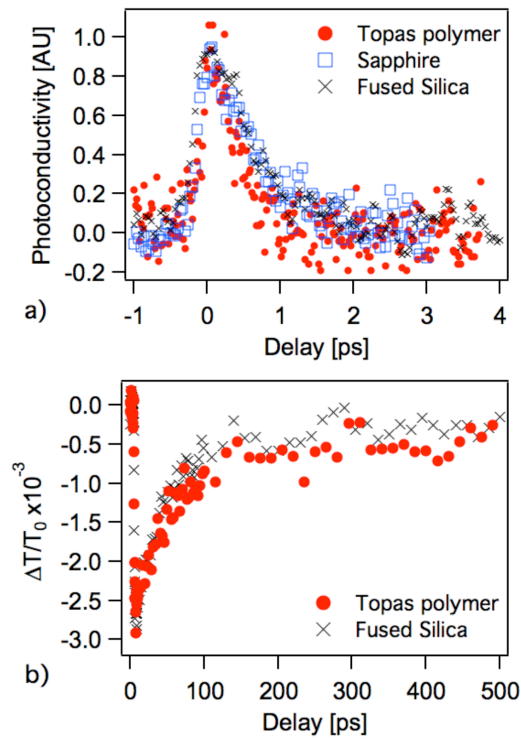 Photoconductivity [AU]
1.0
0.8
0.6
0.4
0.2
0.0
-0.2
Topas polymer
Sapphire
Fused Silica
-1 0 1 2 3 4
a) Delay [ps]
ΔT/T0 x10-3
0.0
-0.5
-1.0
-1.5
-2.0
-2.5
-3.0
Topas polymer
Fused Silica
0 100 200 300 400 500
b) Delay [ps]